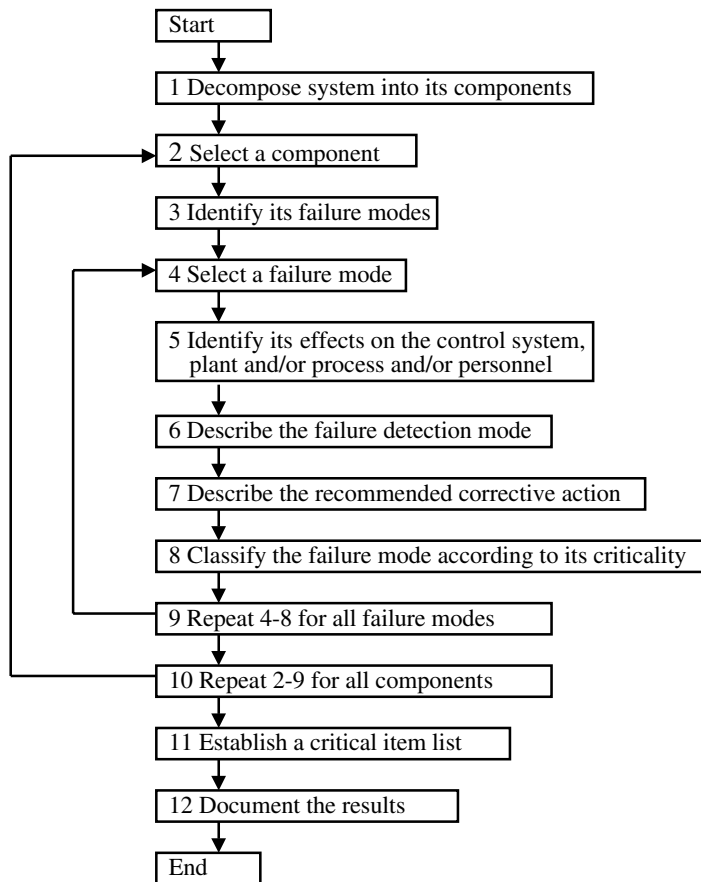 Start
1 Decompose system into its components
2 Select a component
3 Identify its failure modes
4 Select a failure mode
5 Identify its effects on the control system,
plant and/or process and/or personnel
6 Describe the failure detection mode
7 Describe the recommended corrective action
8 Classify the failure mode according to its criticality
9 Repeat 4-8 for all failure modes
10 Repeat 2-9 for all components
11 Establish a critical item list
12 Document the results
End